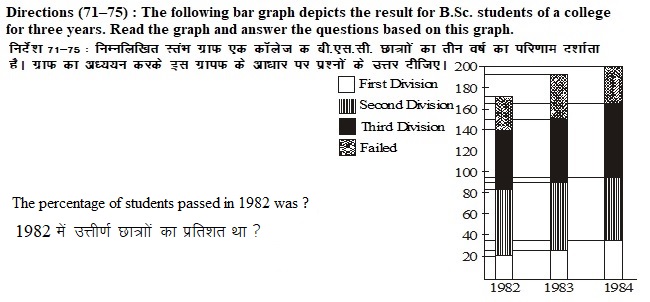 Directions (71–75) : The following bar graph depicts the result for B.Sc. students of a college
for three years. Read the graph and answer the questions based on this graph.
निर्देश 71–75 : निम्नलिखित स्तंभ ग्राफ एक कॉलेज क बी.एस.सी. छात्राों का तीन वर्ष का परिणाम दर्शाता
है। ग्राफ का अध्ययन करके इस ग्रापफ के आधार पर प्रश्नों के उत्तर दीजिए।
200
180
160
140
120
100
80
60
40
20
First Division
Second Division
Third Division
Failed
The percentage of students passed in 1982 was ?
1982 में उत्तीर्ण छात्राों का प्रतिशत था ?
1982 1983 1984